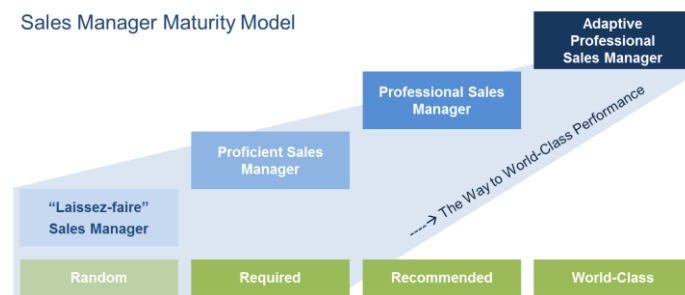 Sales Manager Maturity Model
Adaptive
Professional
Sales Manager
Professional Sales
Manager
Proficient Sales
Manager
“Laissez-faire”
Sales Manager
----→ The Way to World-Class Performance
Random
Required
Recommended
World-Class